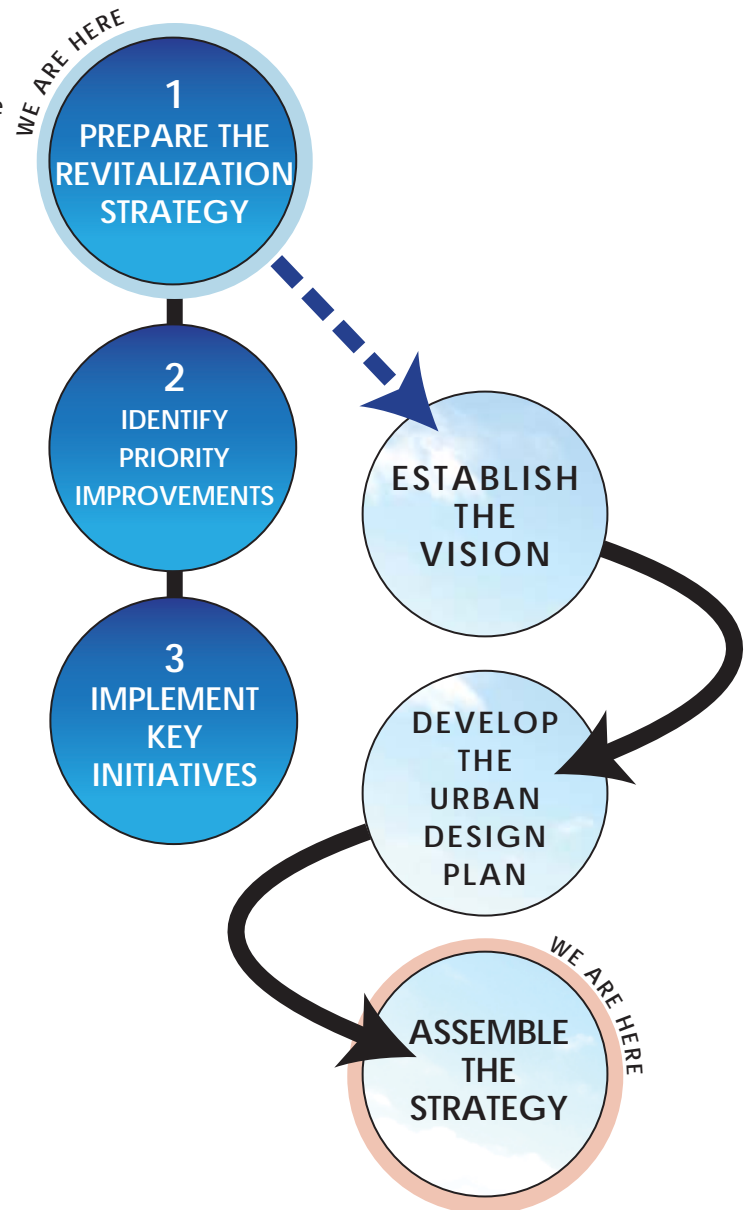 WE ARE HERE
1
PREPARE THE
REVITALIZATION
STRATEGY
2
IDENTIFY
PRIORITY
IMPROVEMENTS
3
IMPLEMENT
KEY
INITIATIVES
ESTABLISH
THE
VISION
DEVELOP
THE
URBAN
DESIGN
PLAN
WE ARE HERE
ASSEMBLE
THE
STRATEGY